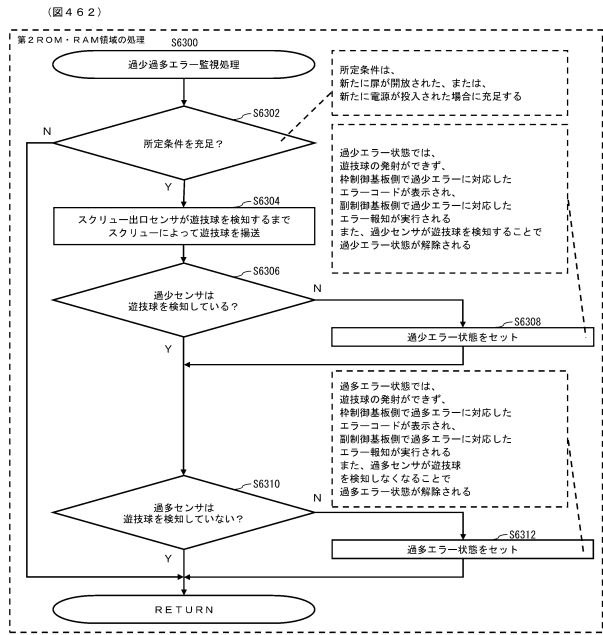 （図４６２）
第２ＲＯＭ・ＲＡＭ領域の処理
S6300
過少過多エラー監視処理
所定条件は、
新たに扉が開放された、または、
新たに電源が投入された場合に充足する
S6302
N
所定条件を充足？
Y
過少エラー状態では、
遊技球の発射ができず、
枠制御基板側で過少エラーに対応した
エラーコードが表示され、
副制御基板側で過少エラーに対応した
エラー報知が実行される
また、過少センサが遊技球を検知することで
過少エラー状態が解除される
S6304
スクリュー出口センサが遊技球を検知するまで
スクリューによって遊技球を揚送
S6306
過少センサは
遊技球を検知している？
N
S6308
過少エラー状態をセット
Y
過多エラー状態では、
遊技球の発射ができず、
枠制御基板側で過多エラーに対応した
エラーコードが表示され、
副制御基板側で過多エラーに対応した
エラー報知が実行される
また、過多センサが遊技球
を検知しなくなることで
過多エラー状態が解除される
S6310
過多センサは
遊技球を検知していない？
N
S6312
過多エラー状態をセット
Y
ＲＥＴＵＲＮ